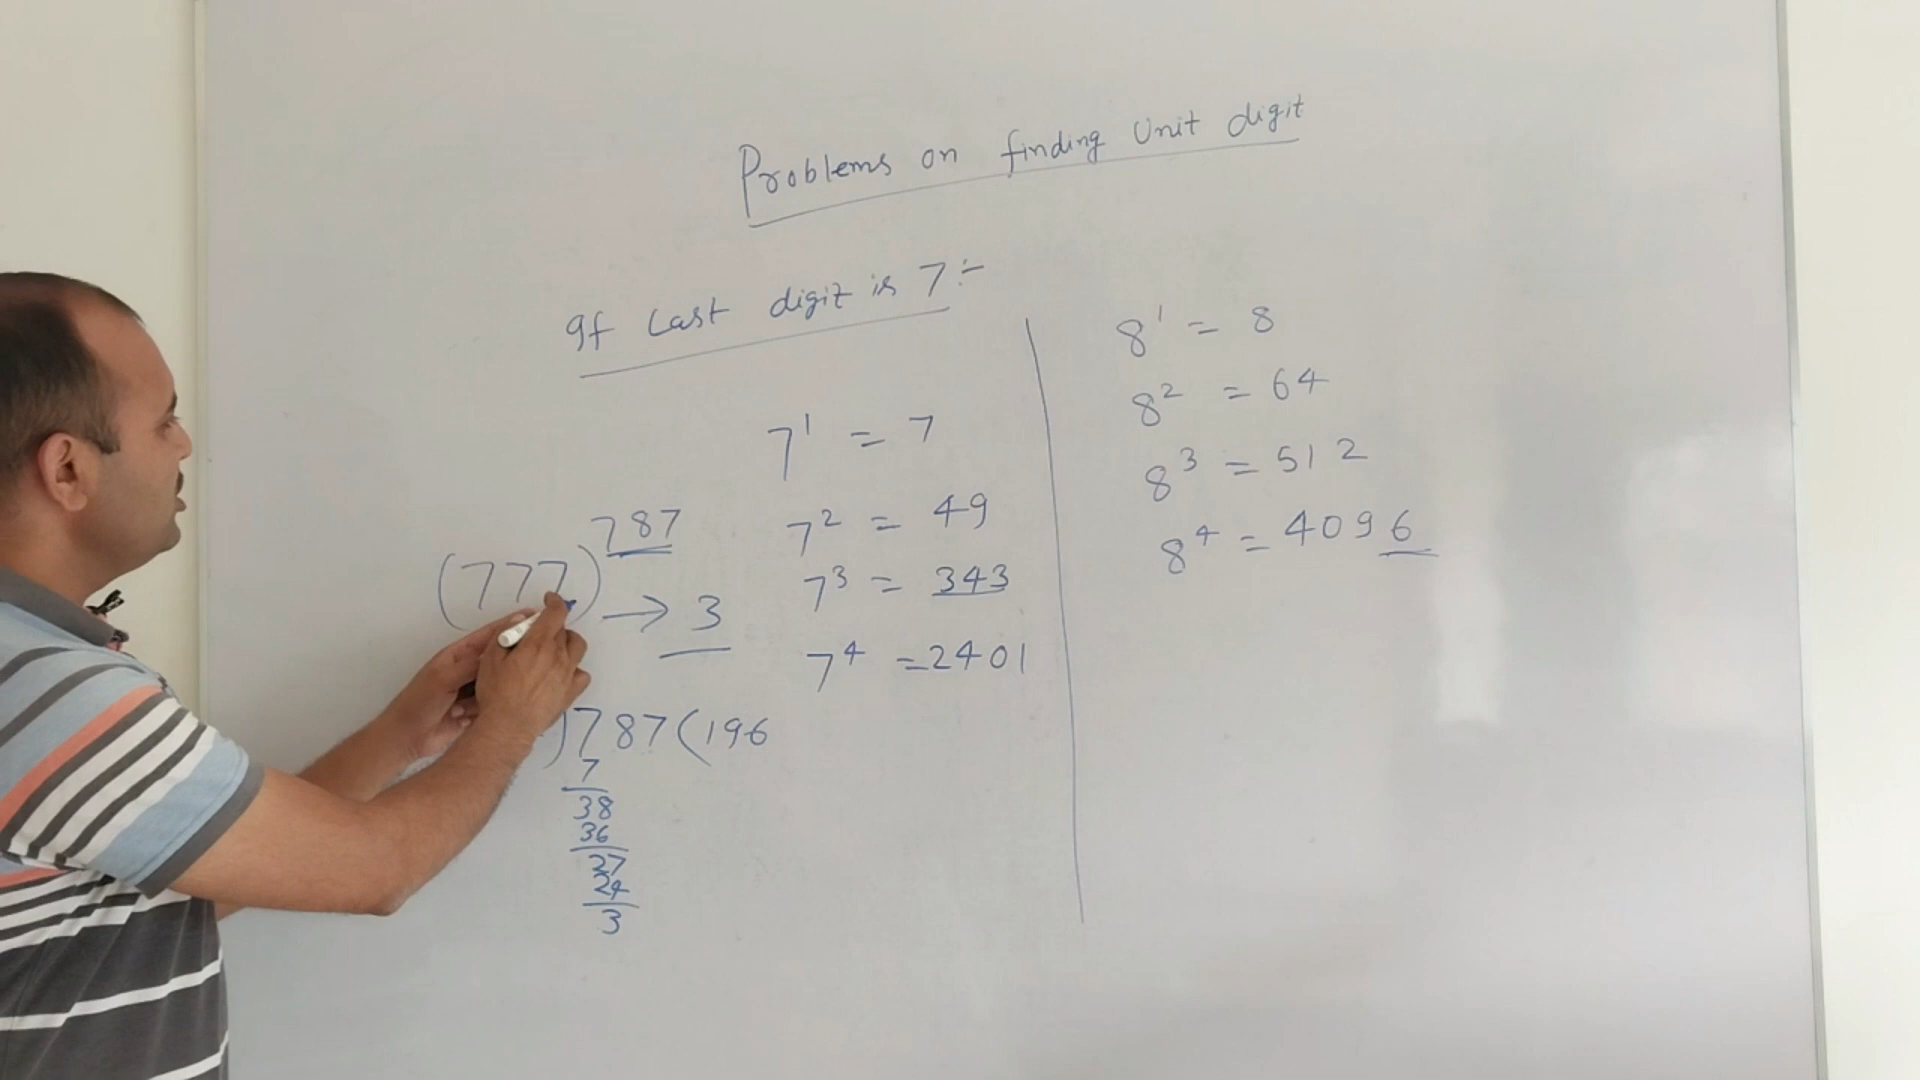 Problems on finding Unit digit
If Last digit is 7:-
7¹ = 7
7² = 49
7³ = 343
7⁴ =2401
(777)⁷⁸⁷ → 3
)787(196
7
38
36
27
24
3
8¹ = 8
8² = 64
8³ = 512
8⁴ = 4096